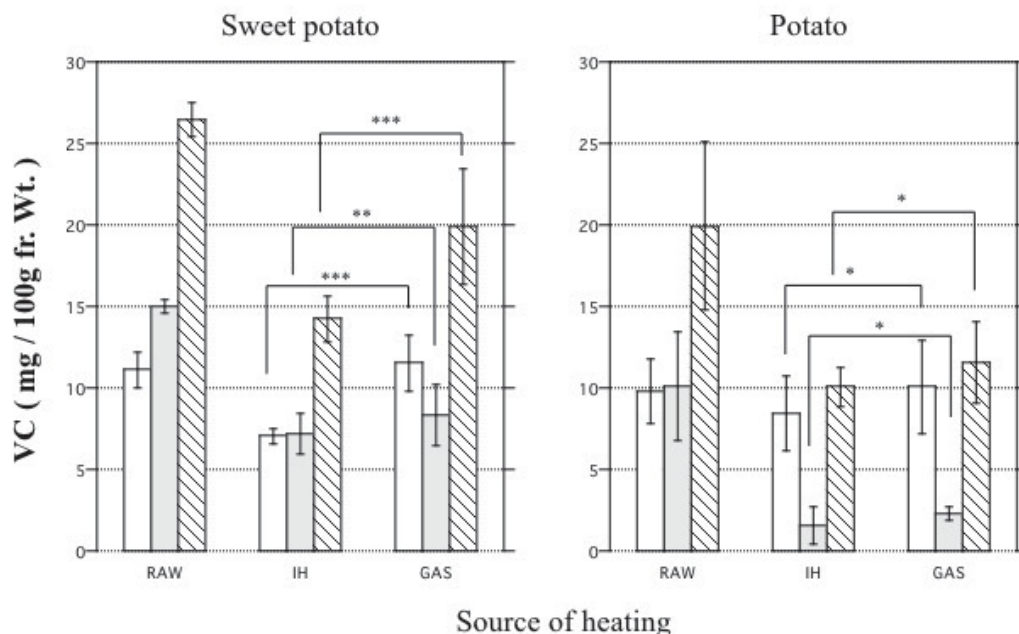 Sweet potato
Potato
VC ( mg / 100g fr. Wt. )
30
25
20
15
10
5
0
***
**
***
RAW
IH
GAS
30
25
20
15
10
5
0
*
*
*
RAW
IH
GAS
Source of heating